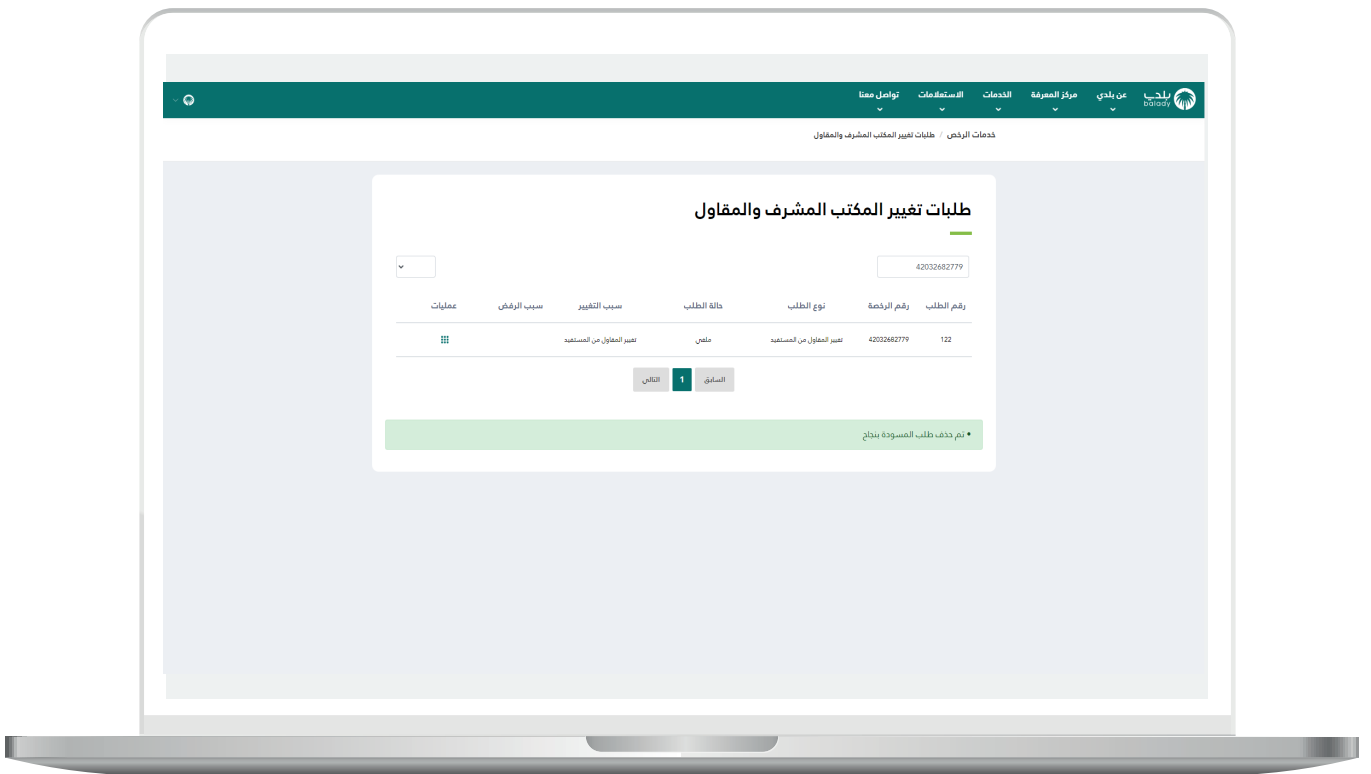 بلدي
balady
عن بلدي مركز المعرفة الخدمات الاستعلامات تواصل معنا
خدمات الرخص / طلبات تغيير المكتب المشرف والمقاول
طلبات تغيير المكتب المشرف والمقاول
42032682779
رقم الطلب رقم الرخصة نوع الطلب حالة الطلب سبب التغيير سبب الرفض عمليات
122 42032682779 تغيير المقاول من المستفيد ملغي تغيير المقاول من المستفيد
السابق 1 التالي
• تم حذف طلب المسودة بنجاح